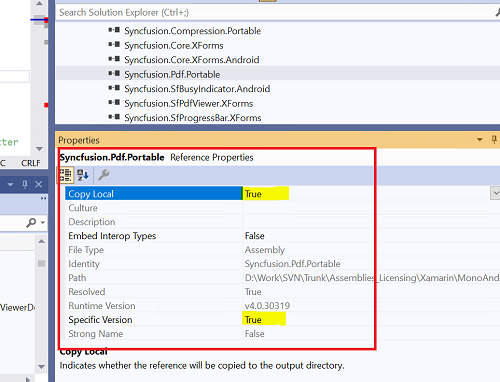 Search Solution Explorer (Ctrl+;)
Syncfusion.Compression.Portable
Syncfusion.Core.XForms
Syncfusion.Core.XForms.Android
Syncfusion.Pdf.Portable
Syncfusion.SfBusyIndicator.Android
Syncfusion.SfPdfViewer.XForms
Syncfusion.SfProgressBar.XForms
tter
C CRLF
ViewerDe
Properties
Syncfusion.Pdf.Portable Reference Properties
Copy Local True
Culture
Description
Embed Interop Types False
File Type Assembly
Identity Syncfusion.Pdf.Portable
Path D:\Work\SVN\Trunk\Assemblies_Licensing\Xamarin\MonoAnd
Resolved True
Runtime Version v4.0.30319
Specific Version True
Strong Name False
Copy Local
Indicates whether the reference will be copied to the output directory.